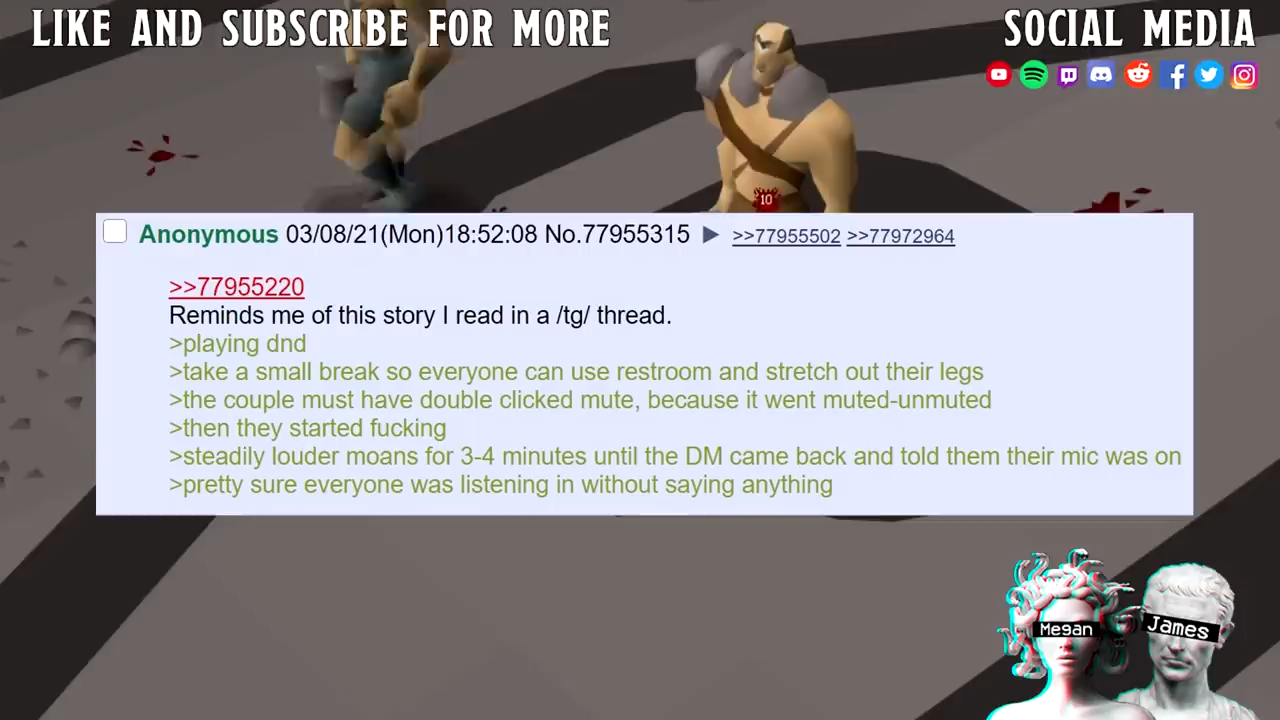 LIKE AND SUBSCRIBE FOR MORE
SOCIAL MEDIA
10
Anonymous 03/08/21(Mon)18:52:08 No.77955315 ▶ >>77955502 >>77972964
>>77955220
Reminds me of this story I read in a /tg/ thread.
>playing dnd
>take a small break so everyone can use restroom and stretch out their legs
>the couple must have double clicked mute, because it went muted-unmuted
>then they started fucking
>steadily louder moans for 3-4 minutes until the DM came back and told them their mic was on
>pretty sure everyone was listening in without saying anything
Megan
James